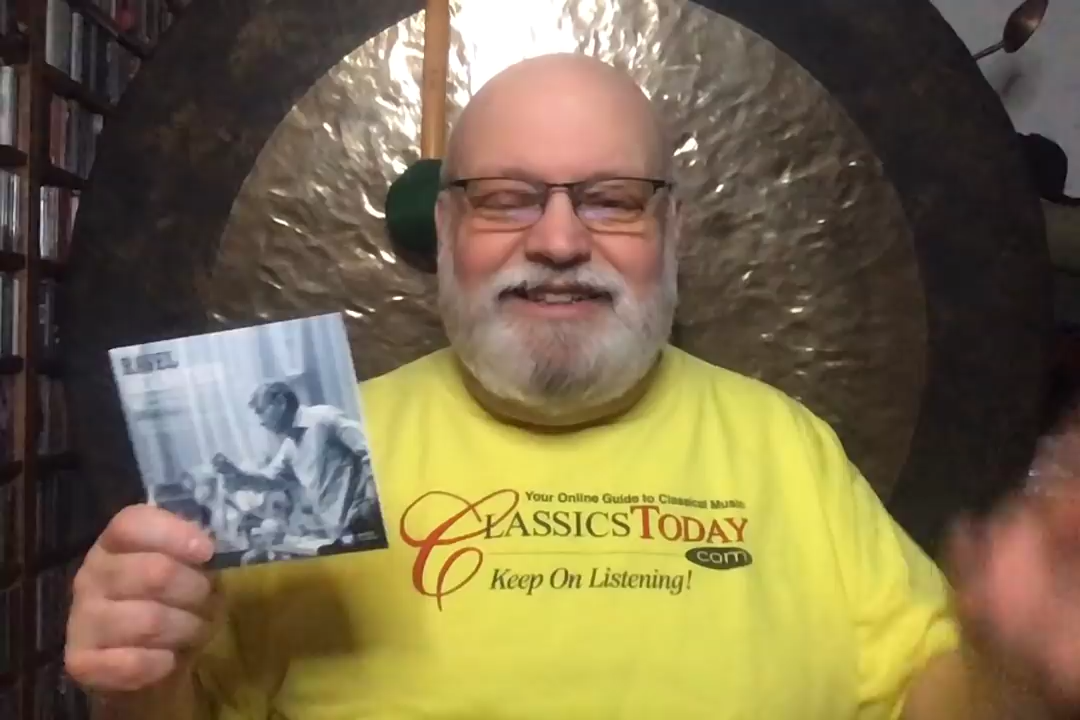 RAVEL
Your Online Guide to Classical Music
CLASSICSTODAY
com
Keep On Listening!